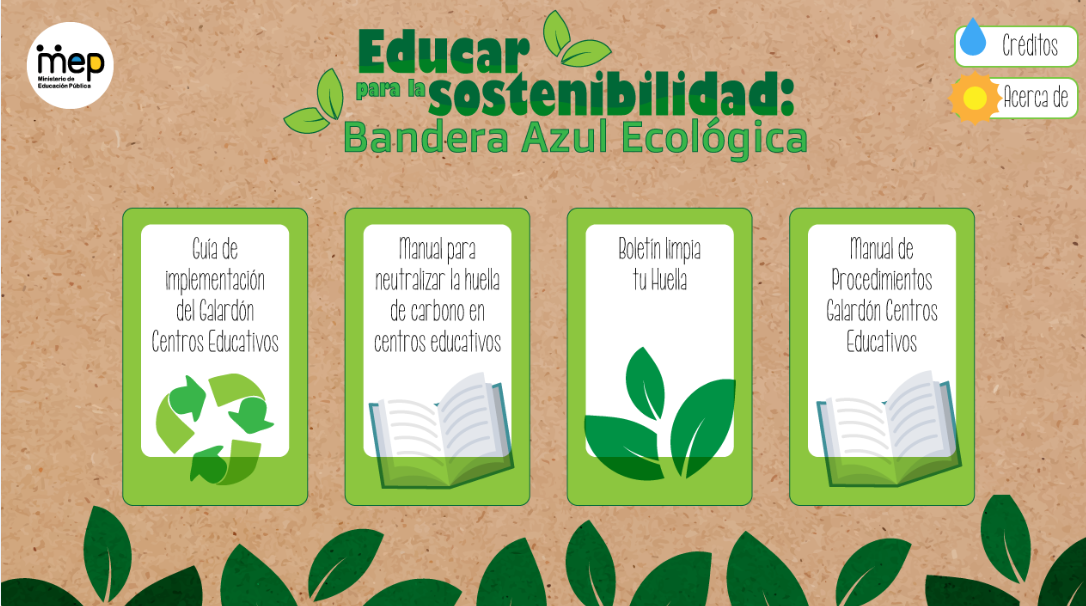 mep
Ministerio de
Educación Pública
Educar
para la sostenibilidad:
Bandera Azul Ecológica
Créditos
Acerca de
Guía de
implementación
del Galardón
Centros Educativos
Manual para
neutralizar la huella
de carbono en
centros educativos
Boletín limpia
tu Huella
Manual de
Procedimientos
Galardón Centros
Educativos